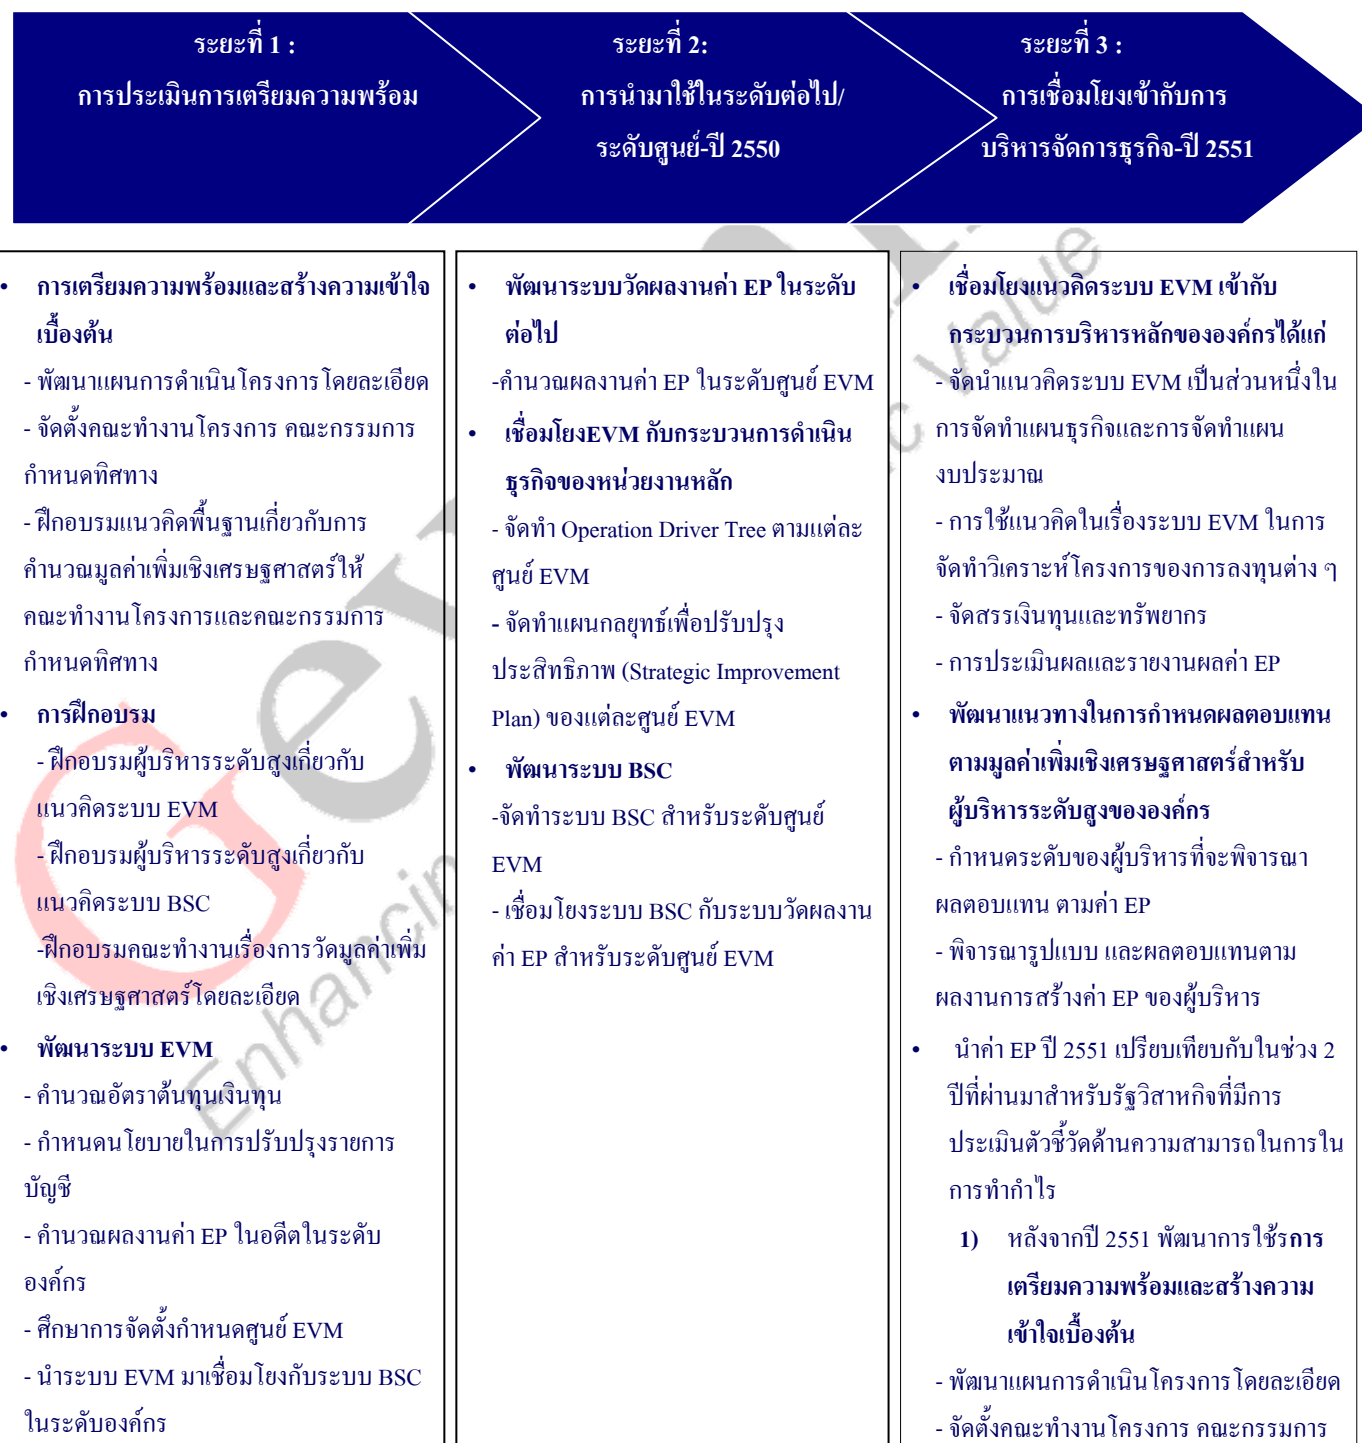 ระยะที่ 1 :
การประเมินการเตรียมความพร้อม
ระยะที่ 2:
การนำมาใช้ในระดับต่อไป/
ระดับศูนย์-ปี 2550
ระยะที่ 3 :
การเชื่อมโยงเข้ากับการ
บริหารจัดการธุรกิจ-ปี 2551
• การเตรียมความพร้อมและสร้างความเข้าใจ
เบื้องต้น
- พัฒนาแผนการดำเนินโครงการโดยละเอียด
- จัดตั้งคณะทำงานโครงการ คณะกรรมการ
กำหนดทิศทาง
- ฝึกอบรมแนวคิดพื้นฐานเกี่ยวกับการ
คำนวณมูลค่าเพิ่มเชิงเศรษฐศาสตร์ให้
คณะทำงานโครงการและคณะกรรมการ
กำหนดทิศทาง
• การฝึกอบรม
- ฝึกอบรมผู้บริหารระดับสูงเกี่ยวกับ
แนวคิดระบบ EVM
- ฝึกอบรมผู้บริหารระดับสูงเกี่ยวกับ
แนวคิดระบบ BSC
-ฝึกอบรมคณะทำงานเรื่องการวัดมูลค่าเพิ่ม
เชิงเศรษฐศาสตร์โดยละเอียด
• พัฒนาระบบ EVM
- คำนวณอัตราต้นทุนเงินทุน
- กำหนดนโยบายในการปรับปรุงรายการ
บัญชี
- คำนวณผลงานค่า EP ในอดีตในระดับ
องค์กร
- ศึกษาการจัดตั้งกำหนดศูนย์ EVM
- นำระบบ EVM มาเชื่อมโยงกับระบบ BSC
ในระดับองค์กร
• พัฒนาระบบวัดผลงานค่า EP ในระดับ
ต่อไป
-คำนวณผลงานค่า EP ในระดับศูนย์ EVM
• เชื่อมโยงEVM กับกระบวนการดำเนิน
ธุรกิจของหน่วยงานหลัก
- จัดทำ Operation Driver Tree ตามแต่ละ
ศูนย์ EVM
- จัดทำแผนกลยุทธ์เพื่อปรับปรุง
ประสิทธิภาพ (Strategic Improvement
Plan) ของแต่ละศูนย์ EVM
• พัฒนาระบบ BSC
-จัดทำระบบ BSC สำหรับระดับศูนย์
EVM
- เชื่อมโยงระบบ BSC กับระบบวัดผลงาน
ค่า EP สำหรับระดับศูนย์ EVM
• เชื่อมโยงแนวคิดระบบ EVM เข้ากับ
กระบวนการบริหารหลักขององค์กรได้แก่
- จัดนำแนวคิดระบบ EVM เป็นส่วนหนึ่งใน
การจัดทำแผนธุรกิจและการจัดทำแผน
งบประมาณ
- การใช้แนวคิดในเรื่องระบบ EVM ในการ
จัดทำวิเคราะห์โครงการของการลงทุนต่าง ๆ
- จัดสรรเงินทุนและทรัพยากร
- การประเมินผลและรายงานผลค่า EP
• พัฒนาแนวทางในการกำหนดผลตอบแทน
ตามมูลค่าเพิ่มเชิงเศรษฐศาสตร์สำหรับ
ผู้บริหารระดับสูงขององค์กร
- กำหนดระดับของผู้บริหารที่จะพิจารณา
ผลตอบแทน ตามค่า EP
- พิจารณารูปแบบ และผลตอบแทนตาม
ผลงานการสร้างค่า EP ของผู้บริหาร
• นำค่า EP ปี 2551 เปรียบเทียบกับในช่วง 2
ปีที่ผ่านมาสำหรับรัฐวิสาหกิจที่มีการ
ประเมินตัวชี้วัดด้านความสามารถในการใน
การทำกำไร
1) หลังจากปี 2551 พัฒนาการใช้รการ
เตรียมความพร้อมและสร้างความ
เข้าใจเบื้องต้น
- พัฒนาแผนการดำเนินโครงการโดยละเอียด
- จัดตั้งคณะทำงานโครงการ คณะกรรมการ